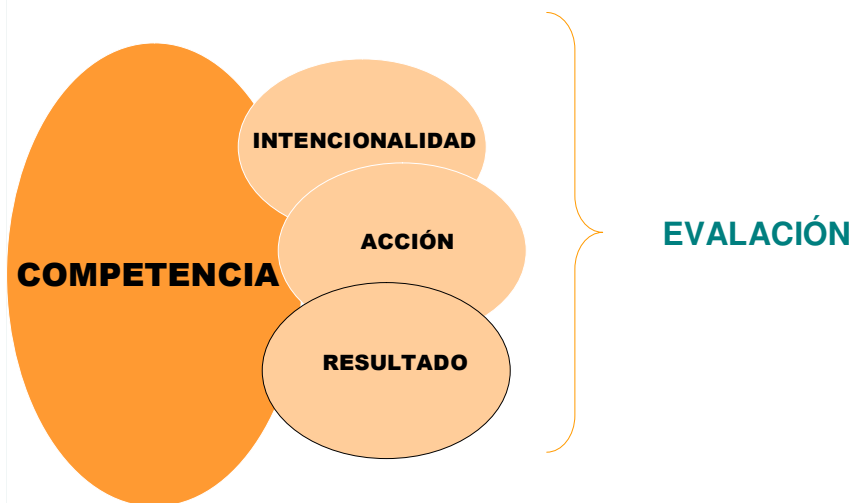 INTENCIONALIDAD
ACCIÓN
COMPETENCIA
RESULTADO
EVALACIÓN